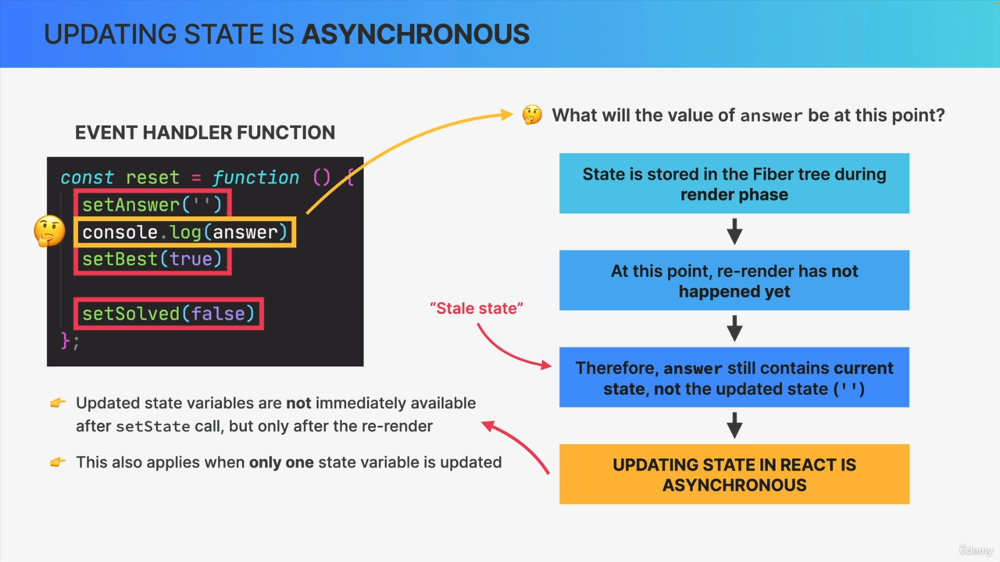 UPDATING STATE IS ASYNCHRONOUS
EVENT HANDLER FUNCTION
const reset = function () {
setAnswer('')
console.log(answer)
setBest(true)
setSolved(false)
};
Updated state variables are not immediately available
after setState call, but only after the re-render
This also applies when only one state variable is updated
What will the value of answer be at this point?
State is stored in the Fiber tree during
render phase
At this point, re-render has not
happened yet
“Stale state”
Therefore, answer still contains current
state, not the updated state ('')
UPDATING STATE IN REACT IS
ASYNCHRONOUS
ûdemy